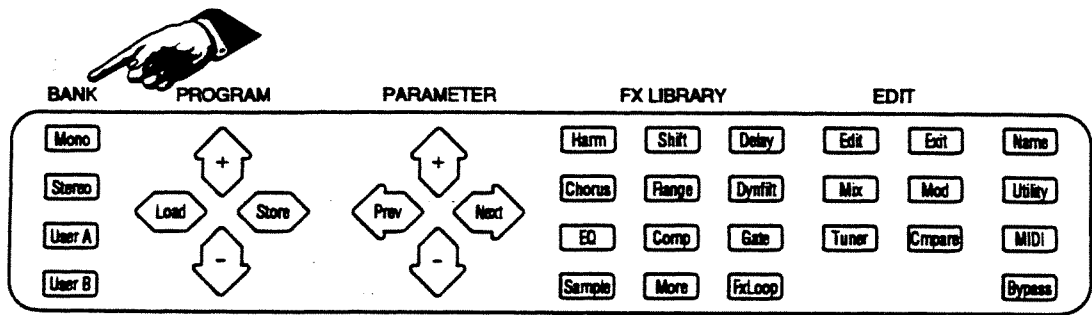 BANK PROGRAM PARAMETER FX LIBRARY EDIT
Mono + + Harm Shift Delay Edit Exit Name
Stereo Load Store Prev Next Chorus Flange Dynfilt Mix Mod Utility
User A - - EQ Comp Gate Tuner Cmpare MIDI
User B Sample More FxLoop Bypass